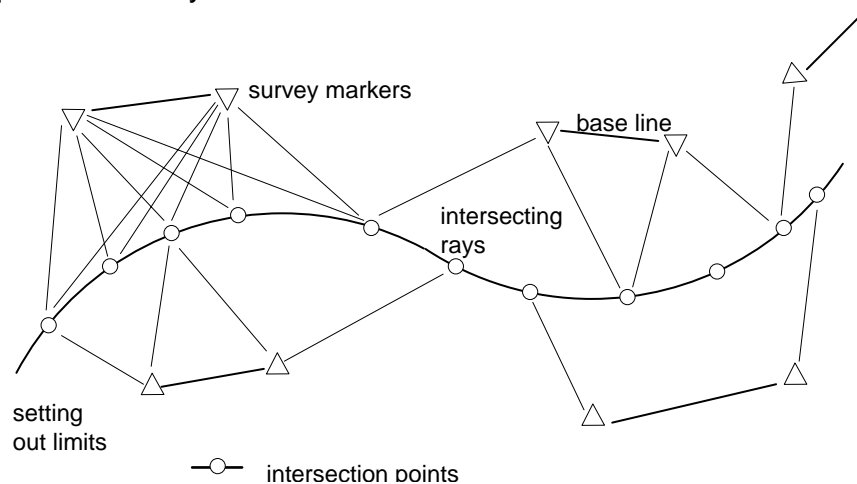 survey markers
base line
intersecting
rays
setting
out limits
intersection points